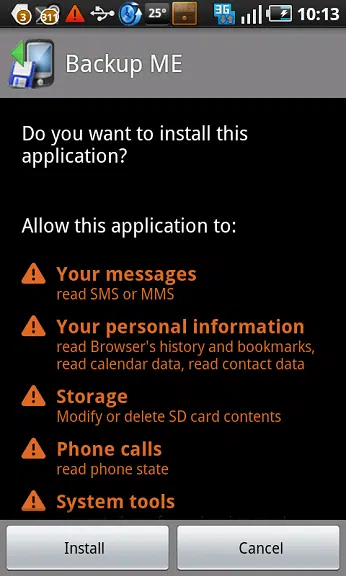 3 311 25° 3G 10:13
Backup ME
Do you want to install this
application?
Allow this application to:
Your messages
read SMS or MMS
Your personal information
read Browser's history and bookmarks,
read calendar data, read contact data
Storage
Modify or delete SD card contents
Phone calls
read phone state
System tools
Install Cancel